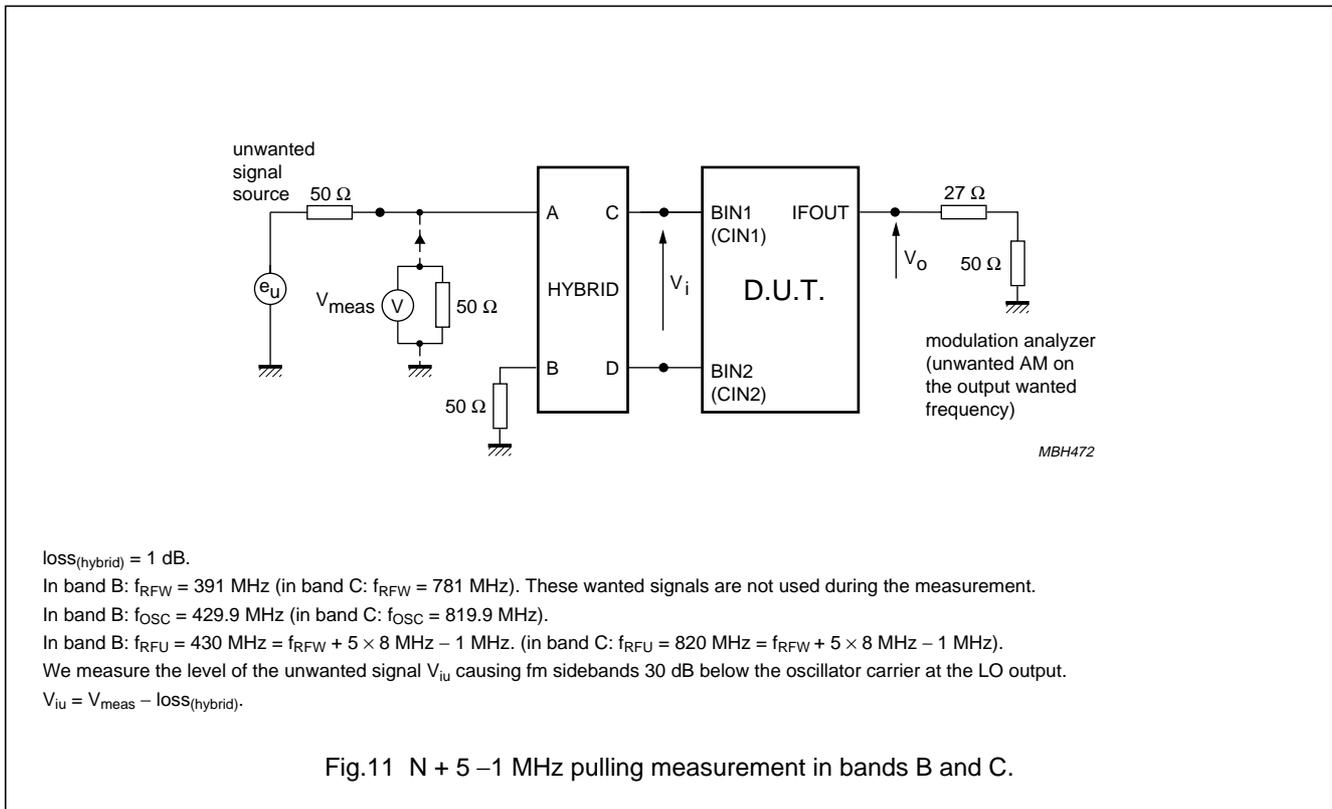 unwanted
signal
source
50 Ω
e_u
V_meas
V
50 Ω
50 Ω
A
C
HYBRID
B
D
V_i
BIN1
(CIN1)
IFOUT
D.U.T.
BIN2
(CIN2)
V_o
27 Ω
50 Ω
modulation analyzer
(unwanted AM on
the output wanted
frequency)
MBH472
loss_(hybrid) = 1 dB.
In band B: f_RFW = 391 MHz (in band C: f_RFW = 781 MHz). These wanted signals are not used during the measurement.
In band B: f_OSC = 429.9 MHz (in band C: f_OSC = 819.9 MHz).
In band B: f_RFU = 430 MHz = f_RFW + 5 × 8 MHz − 1 MHz. (in band C: f_RFU = 820 MHz = f_RFW + 5 × 8 MHz − 1 MHz).
We measure the level of the unwanted signal V_iu causing fm sidebands 30 dB below the oscillator carrier at the LO output.
V_iu = V_meas − loss_(hybrid).
Fig.11 N + 5 −1 MHz pulling measurement in bands B and C.